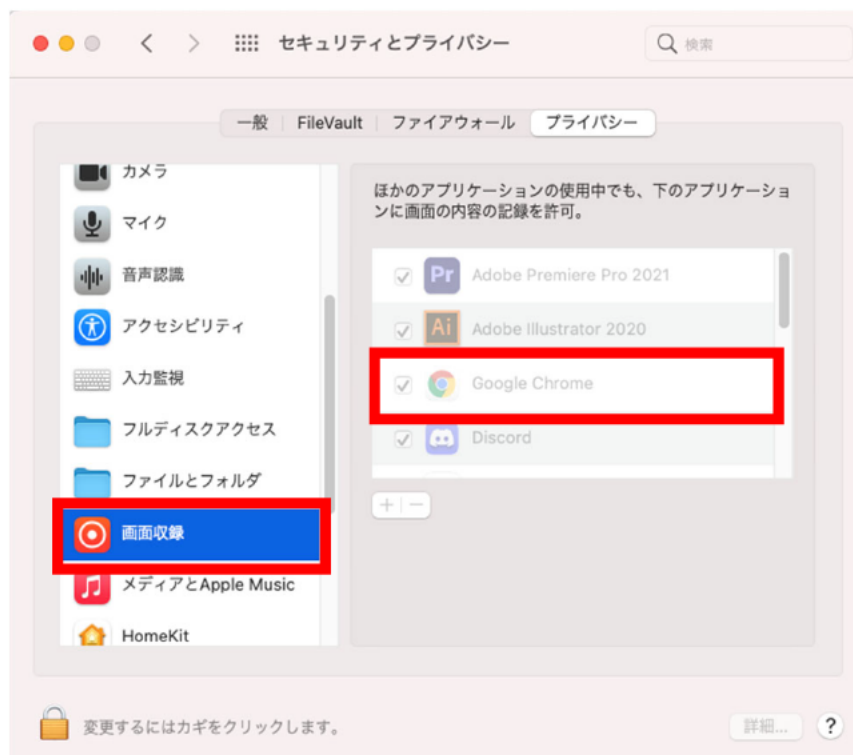 セキュリティとプライバシー
検索
一般
FileVault
ファイアウォール
プライバシー
カメラ
マイク
音声認識
アクセシビリティ
入力監視
フルディスクアクセス
ファイルとフォルダ
画面収録
メディアとApple Music
HomeKit
ほかのアプリケーションの使用中でも、下のアプリケーショ
ンに画面の内容の記録を許可。
Pr Adobe Premiere Pro 2021
Ai Adobe Illustrator 2020
Google Chrome
Discord
変更するにはカギをクリックします。
詳細...
?